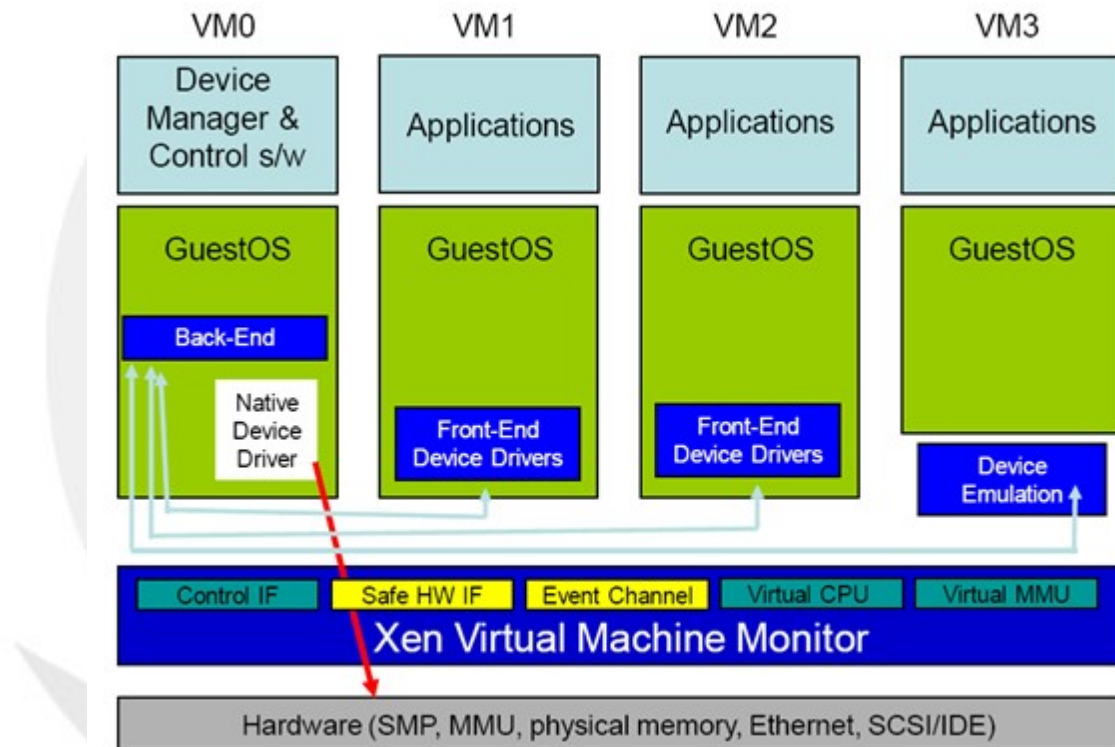 VM0
VM1
VM2
VM3
Device
Manager &
Control s/w
Applications
Applications
Applications
GuestOS
GuestOS
GuestOS
GuestOS
Back-End
Native
Device
Driver
Front-End
Device Drivers
Front-End
Device Drivers
Device
Emulation
Control IF
Safe HW IF
Event Channel
Virtual CPU
Virtual MMU
Xen Virtual Machine Monitor
Hardware (SMP, MMU, physical memory, Ethernet, SCSI/IDE)